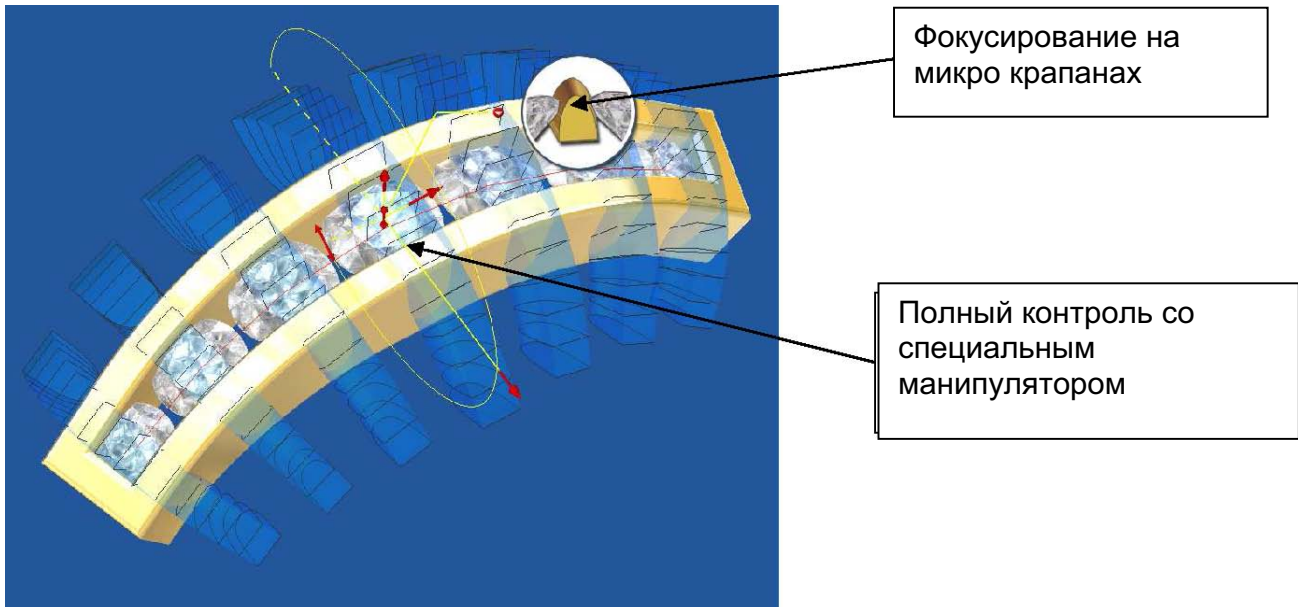 Фокусирование на
микро крапанах
Полный контроль со
специальным
манипулятором